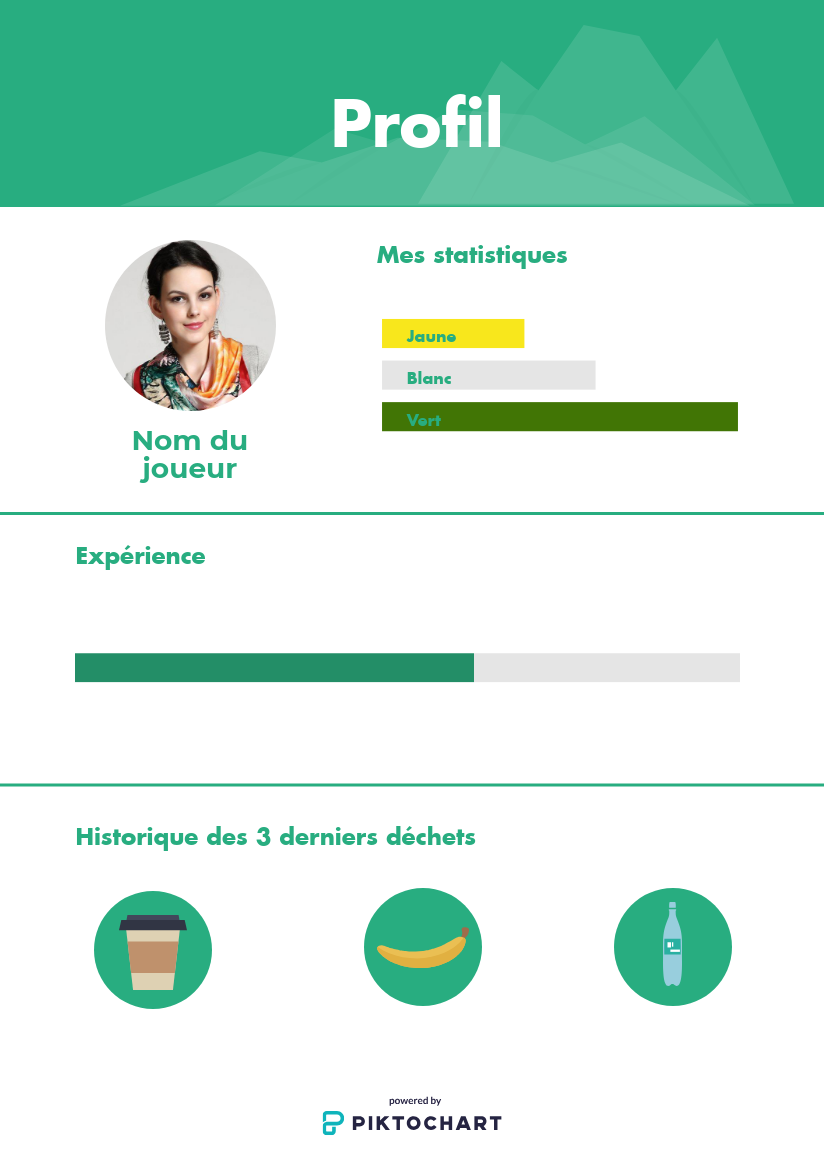 Profil
Mes statistiques
Jaune
Blanc
Vert
Nom du
joueur
Expérience
Historique des 3 derniers déchets
powered by
PIKTOCHART